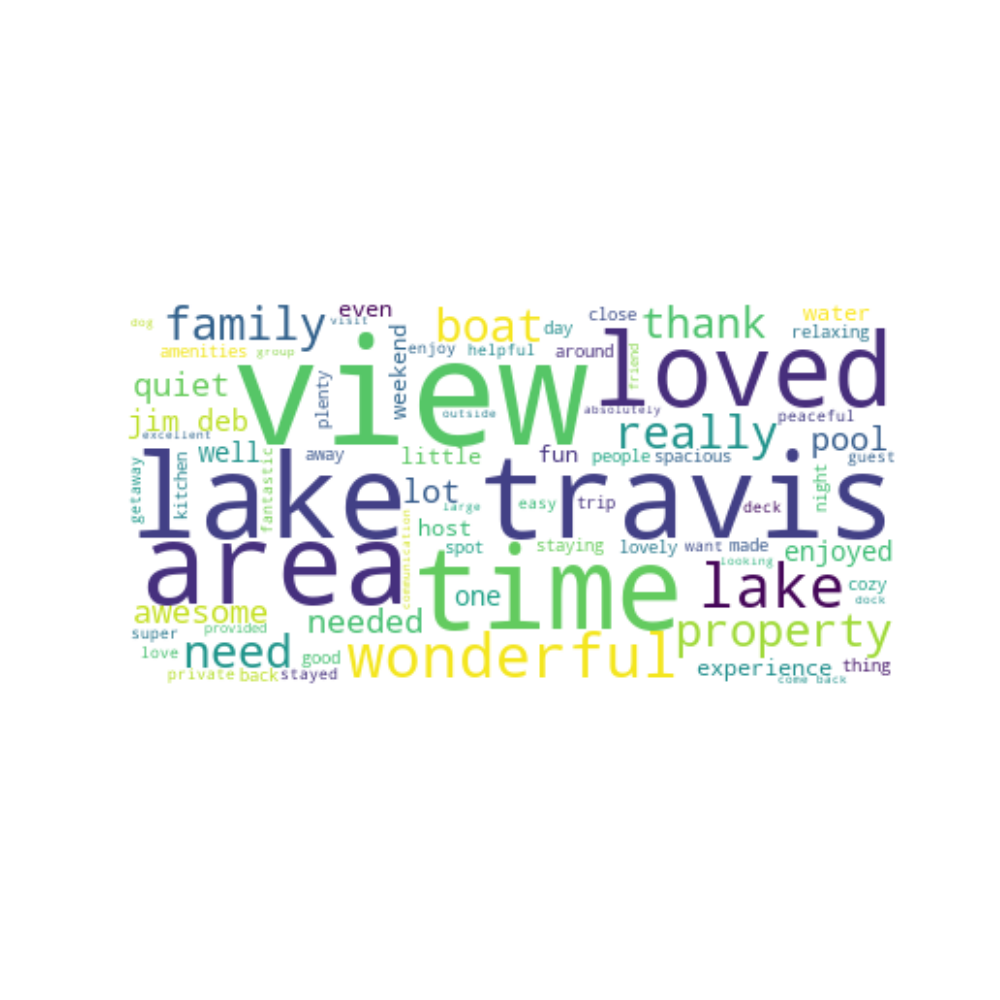 dog
family
visit
even
boat
day
close
thank
water
relaxing
amenities
group
view
weekend
enjoy
helpful
around
friend
loved
quiet
plenty
outside
absolutely
peaceful
jim deb
excellent
well
away
little
fun
really
people
spacious
pool
guest
getaway
kitchen
fantastic
lake travis
lot
large
easy
trip
deck
night
communication
host
area
time
spot
staying
lovely
want
made
looking
enjoyed
one
lake
cozy
dock
awesome
provided
needed
property
super
love
need
good
wonderful
experience
thing
private
back
stayed
come back